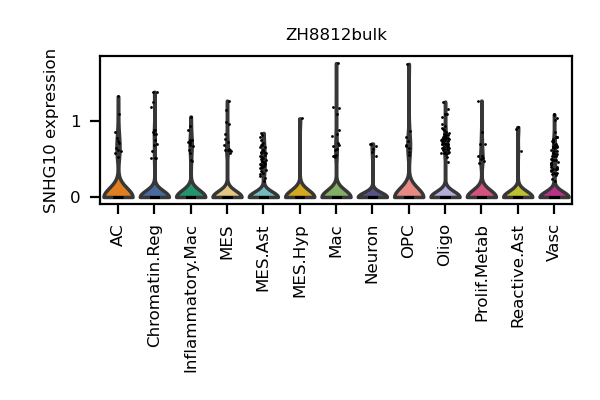 ZH8812bulk
SNHG10 expression
1
0
AC
Chromatin.Reg
Inflammatory.Mac
MES
MES.Ast
MES.Hyp
Mac
Neuron
OPC
Oligo
Prolif.Metab
Reactive.Ast
Vasc